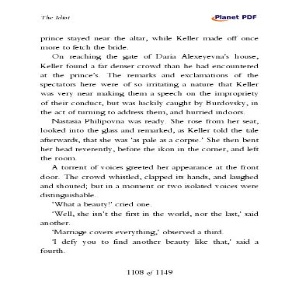 The Idiot
Planet PDF
prince stayed near the altar, while Keller made off once
more to fetch the bride.
On reaching the gate of Daria Alexeyevna's house,
Keller found a far denser crowd than he had encountered
at the prince's. The remarks and exclamations of the
spectators here were of so irritating a nature that Keller
was very near making them a speech on the impropriety
of their conduct, but was luckily caught by Burdovsky, in
the act of turning to address them, and hurried indoors.
Nastasia Philipovna was ready. She rose from her seat,
looked into the glass and remarked, as Keller told the tale
afterwards, that she was 'as pale as a corpse.' She then bent
her head reverently, before the ikon in the corner, and left
the room.
A torrent of voices greeted her appearance at the front
door. The crowd whistled, clapped its hands, and laughed
and shouted; but in a moment or two isolated voices were
distinguishable.
'What a beauty!' cried one.
'Well, she isn't the first in the world, nor the last,' said
another.
'Marriage covers everything,' observed a third.
'I defy you to find another beauty like that,' said a
fourth.
1108 of 1149